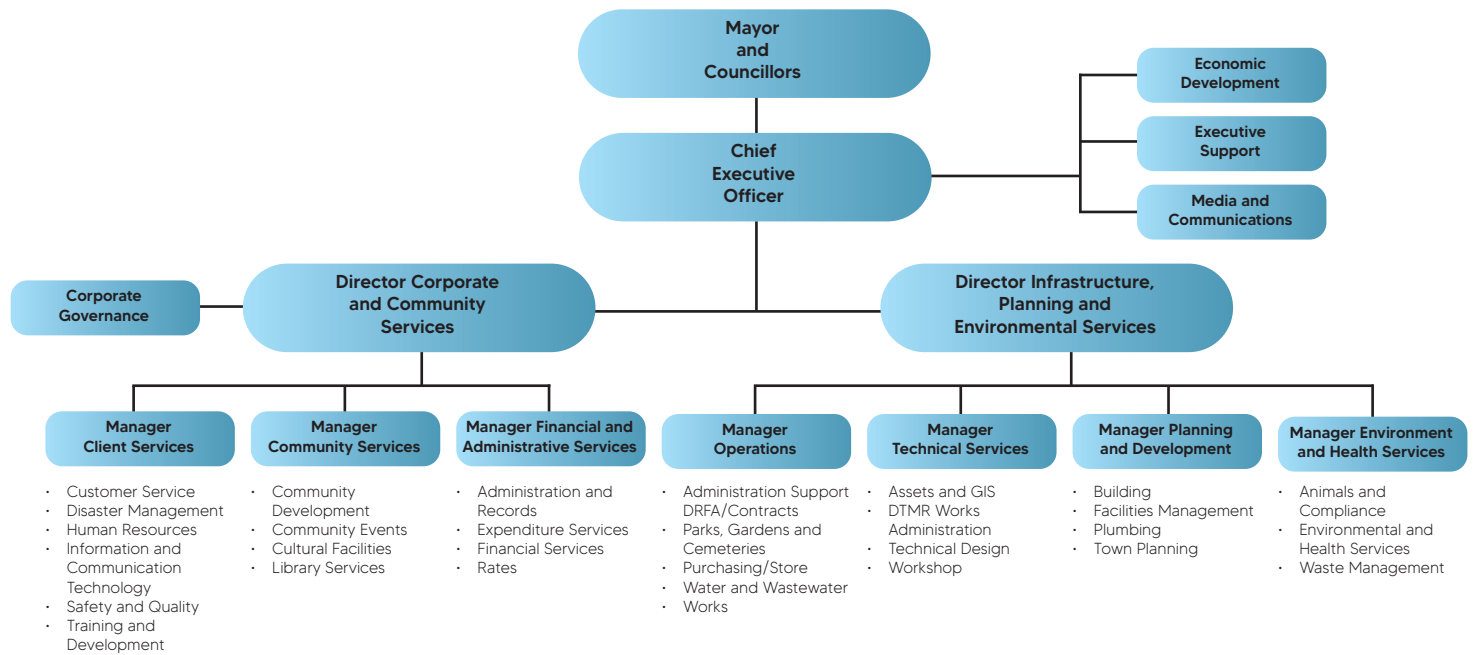 Mayor
and
Councillors
Economic
Development
Executive
Support
Media and
Communications
Chief
Executive
Officer
Corporate
Governance
Director Corporate
and Community
Services
Director Infrastructure,
Planning and
Environmental Services
Manager
Client Services
• Customer Service
• Disaster Management
• Human Resources
• Information and
Communication
Technology
• Safety and Quality
• Training and
Development
Manager
Community Services
• Community
Development
• Community Events
• Cultural Facilities
• Library Services
Manager Financial and
Administrative Services
• Administration and
Records
• Expenditure Services
• Financial Services
• Rates
Manager
Operations
• Administration Support
DRFA/Contracts
• Parks, Gardens and
Cemeteries
• Purchasing/Store
• Water and Wastewater
• Works
Manager
Technical Services
• Assets and GIS
• DTMR Works
Administration
• Technical Design
• Workshop
Manager Planning
and Development
• Building
• Facilities Management
• Plumbing
• Town Planning
Manager Environment
and Health Services
• Animals and
Compliance
• Environmental and
Health Services
• Waste Management